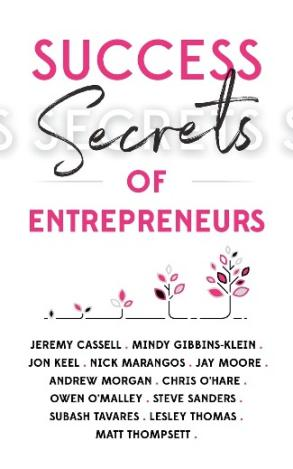 SUCCESS
S SECRETS S
Secrets
OF
ENTREPRENEURS
JEREMY CASSELL . MINDY GIBBINS-KLEIN .
JON KEEL . NICK MARANGOS . JAY MOORE .
ANDREW MORGAN . CHRIS O'HARE .
OWEN O'MALLEY . STEVE SANDERS .
SUBASH TAVARES . LESLEY THOMAS .
MATT THOMPSETT .